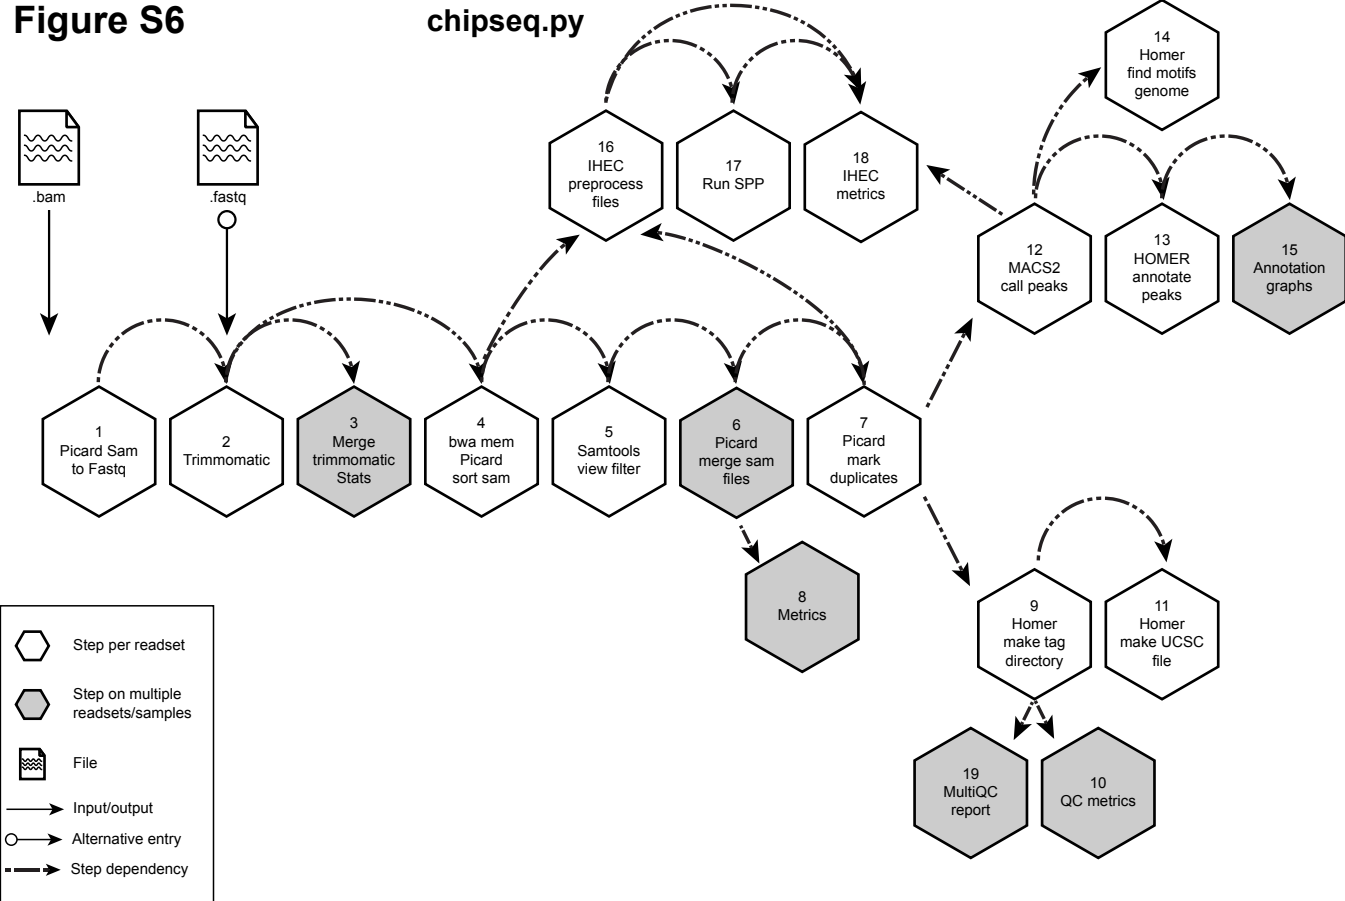 Figure S6
chipseq.py
.bam
.fastq
14
Homer
find motifs
genome
16
IHEC
preprocess
files
17
Run SPP
18
IHEC
metrics
12
MACS2
call peaks
13
HOMER
annotate
peaks
15
Annotation
graphs
1
Picard Sam
to Fastq
2
Trimmomatic
3
Merge
trimmomatic
Stats
4
bwa mem
Picard
sort sam
5
Samtools
view filter
6
Picard
merge sam
files
7
Picard
mark
duplicates
8
Metrics
9
Homer
make tag
directory
11
Homer
make UCSC
file
19
MultiQC
report
10
QC metrics
Step per readset
Step on multiple
readsets/samples
File
Input/output
Alternative entry
Step dependency